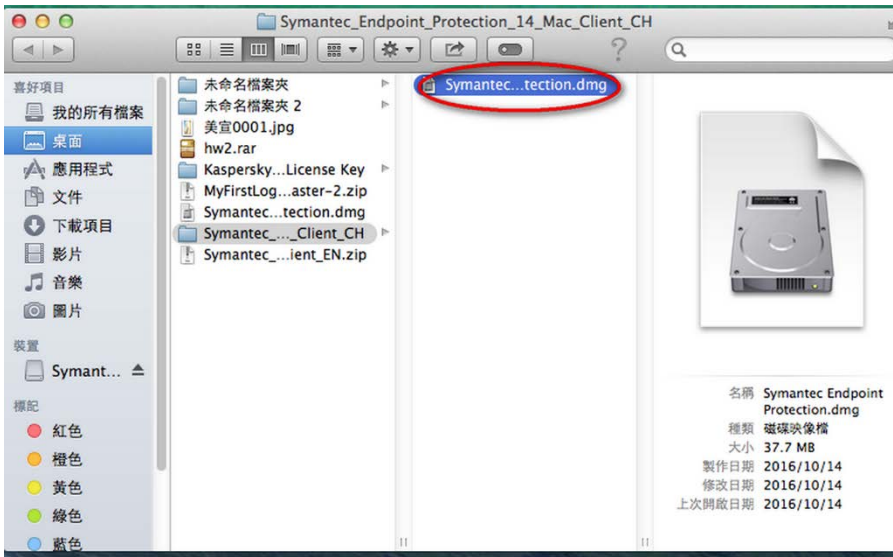 Symantec_Endpoint_Protection_14_Mac_Client_CH
喜好項目
我的所有檔案
桌面
應用程式
文件
下載項目
影片
音樂
圖片
裝置
Symant...
標記
紅色
橙色
黃色
綠色
藍色
未命名檔案夾
未命名檔案夾 2
美宣0001.jpg
hw2.rar
Kaspersky...License Key
MyFirstLog...aster-2.zip
Symantec...tection.dmg
Symantec_..._Client_CH
Symantec_...ient_EN.zip
Symantec...tection.dmg
名稱 Symantec Endpoint
Protection.dmg
種類 磁碟映像檔
大小 37.7 MB
製作日期 2016/10/14
修改日期 2016/10/14
上次開啟日期 2016/10/14